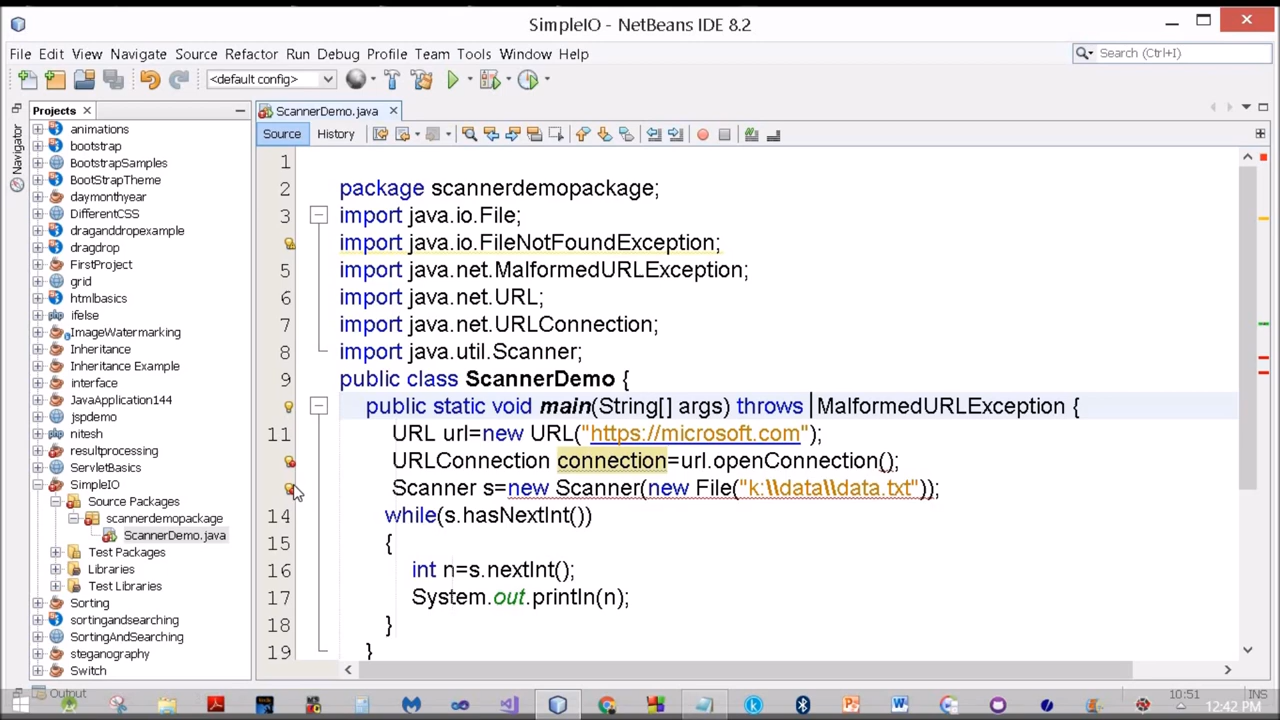 SimpleIO - NetBeans IDE 8.2
File Edit View Navigate Source Refactor Run Debug Profile Team Tools Window Help
Search (Ctrl+I)
<default config>
Projects
ScannerDemo.java
Navigator
Source History
animations
bootstrap
BootstrapSamples
BootStrapTheme
daymonthyear
DifferentCSS
draganddropexample
dragdrop
FirstProject
grid
htmlbasics
ifelse
ImageWatermarking
Inheritance
Inheritance Example
interface
JavaApplication144
jspdemo
nitesh
resultprocessing
ServletBasics
SimpleIO
Source Packages
scannerdemopackage
ScannerDemo.java
Test Packages
Libraries
Test Libraries
Sorting
sortingandsearching
SortingAndSearching
steganography
Switch
1
2 package scannerdemopackage;
3 import java.io.File;
import java.io.FileNotFoundException;
5 import java.net.MalformedURLException;
6 import java.net.URL;
7 import java.net.URLConnection;
8 import java.util.Scanner;
9 public class ScannerDemo {
public static void main(String[] args) throws MalformedURLException {
11 URL url=new URL("https://microsoft.com");
URLConnection connection=url.openConnection();
Scanner s=new Scanner(new File("k:\\data\\data.txt"));
14 while(s.hasNextInt())
15 {
16 int n=s.nextInt();
17 System.out.println(n);
18 }
19 }
Output
10:51 INS
12:42 PM